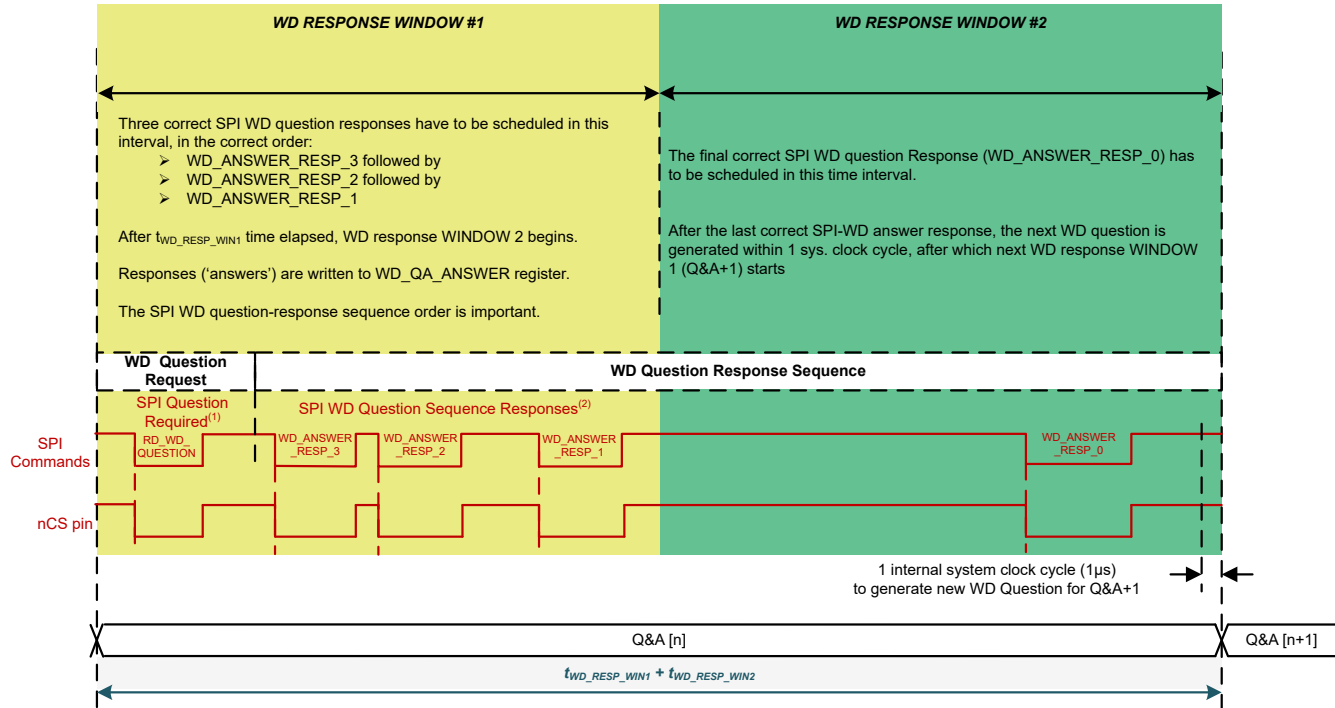 WD RESPONSE WINDOW #1
WD RESPONSE WINDOW #2
Three correct SPI WD question responses have to be scheduled in this
interval, in the correct order:
➢ WD_ANSWER_RESP_3 followed by
➢ WD_ANSWER_RESP_2 followed by
➢ WD_ANSWER_RESP_1
After tWD_RESP_WIN1 time elapsed, WD response WINDOW 2 begins.
Responses (‘answers’) are written to WD_QA_ANSWER register.
The SPI WD question-response sequence order is important.
The final correct SPI WD question Response (WD_ANSWER_RESP_0) has
to be scheduled in this time interval.
After the last correct SPI-WD answer response, the next WD question is
generated within 1 sys. clock cycle, after which next WD response WINDOW
1 (Q&A+1) starts
WD Question
Request
WD Question Response Sequence
SPI Question
Required(1)
SPI WD Question Sequence Responses(2)
SPI
Commands
RD_WD_
QUESTION
WD_ANSWER
_RESP_3
WD_ANSWER
_RESP_2
WD_ANSWER
_RESP_1
WD_ANSWER
_RESP_0
nCS pin
1 internal system clock cycle (1µs)
to generate new WD Question for Q&A+1
Q&A [n]
Q&A [n+1]
tWD_RESP_WIN1 + tWD_RESP_WIN2